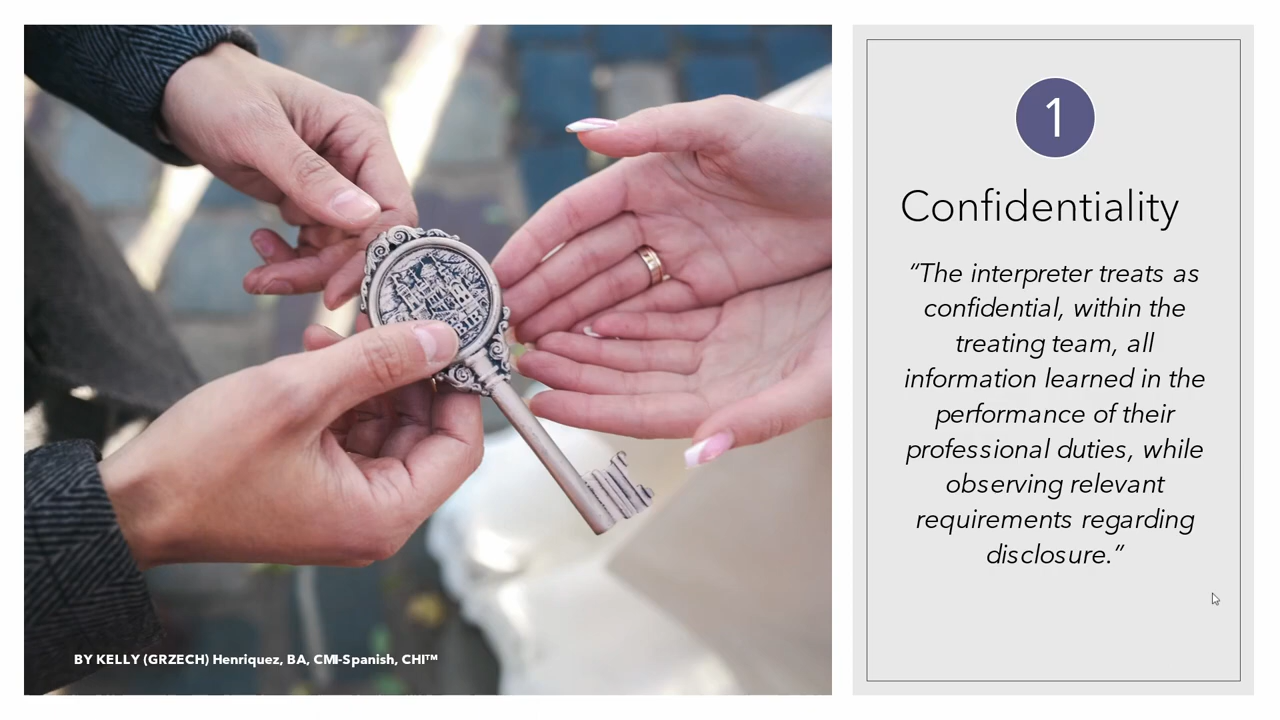 1
Confidentiality
“The interpreter treats as
confidential, within the
treating team, all
information learned in the
performance of their
professional duties, while
observing relevant
requirements regarding
disclosure.”
BY KELLY (GRZECH) Henriquez, BA, CMI-Spanish, CHI™